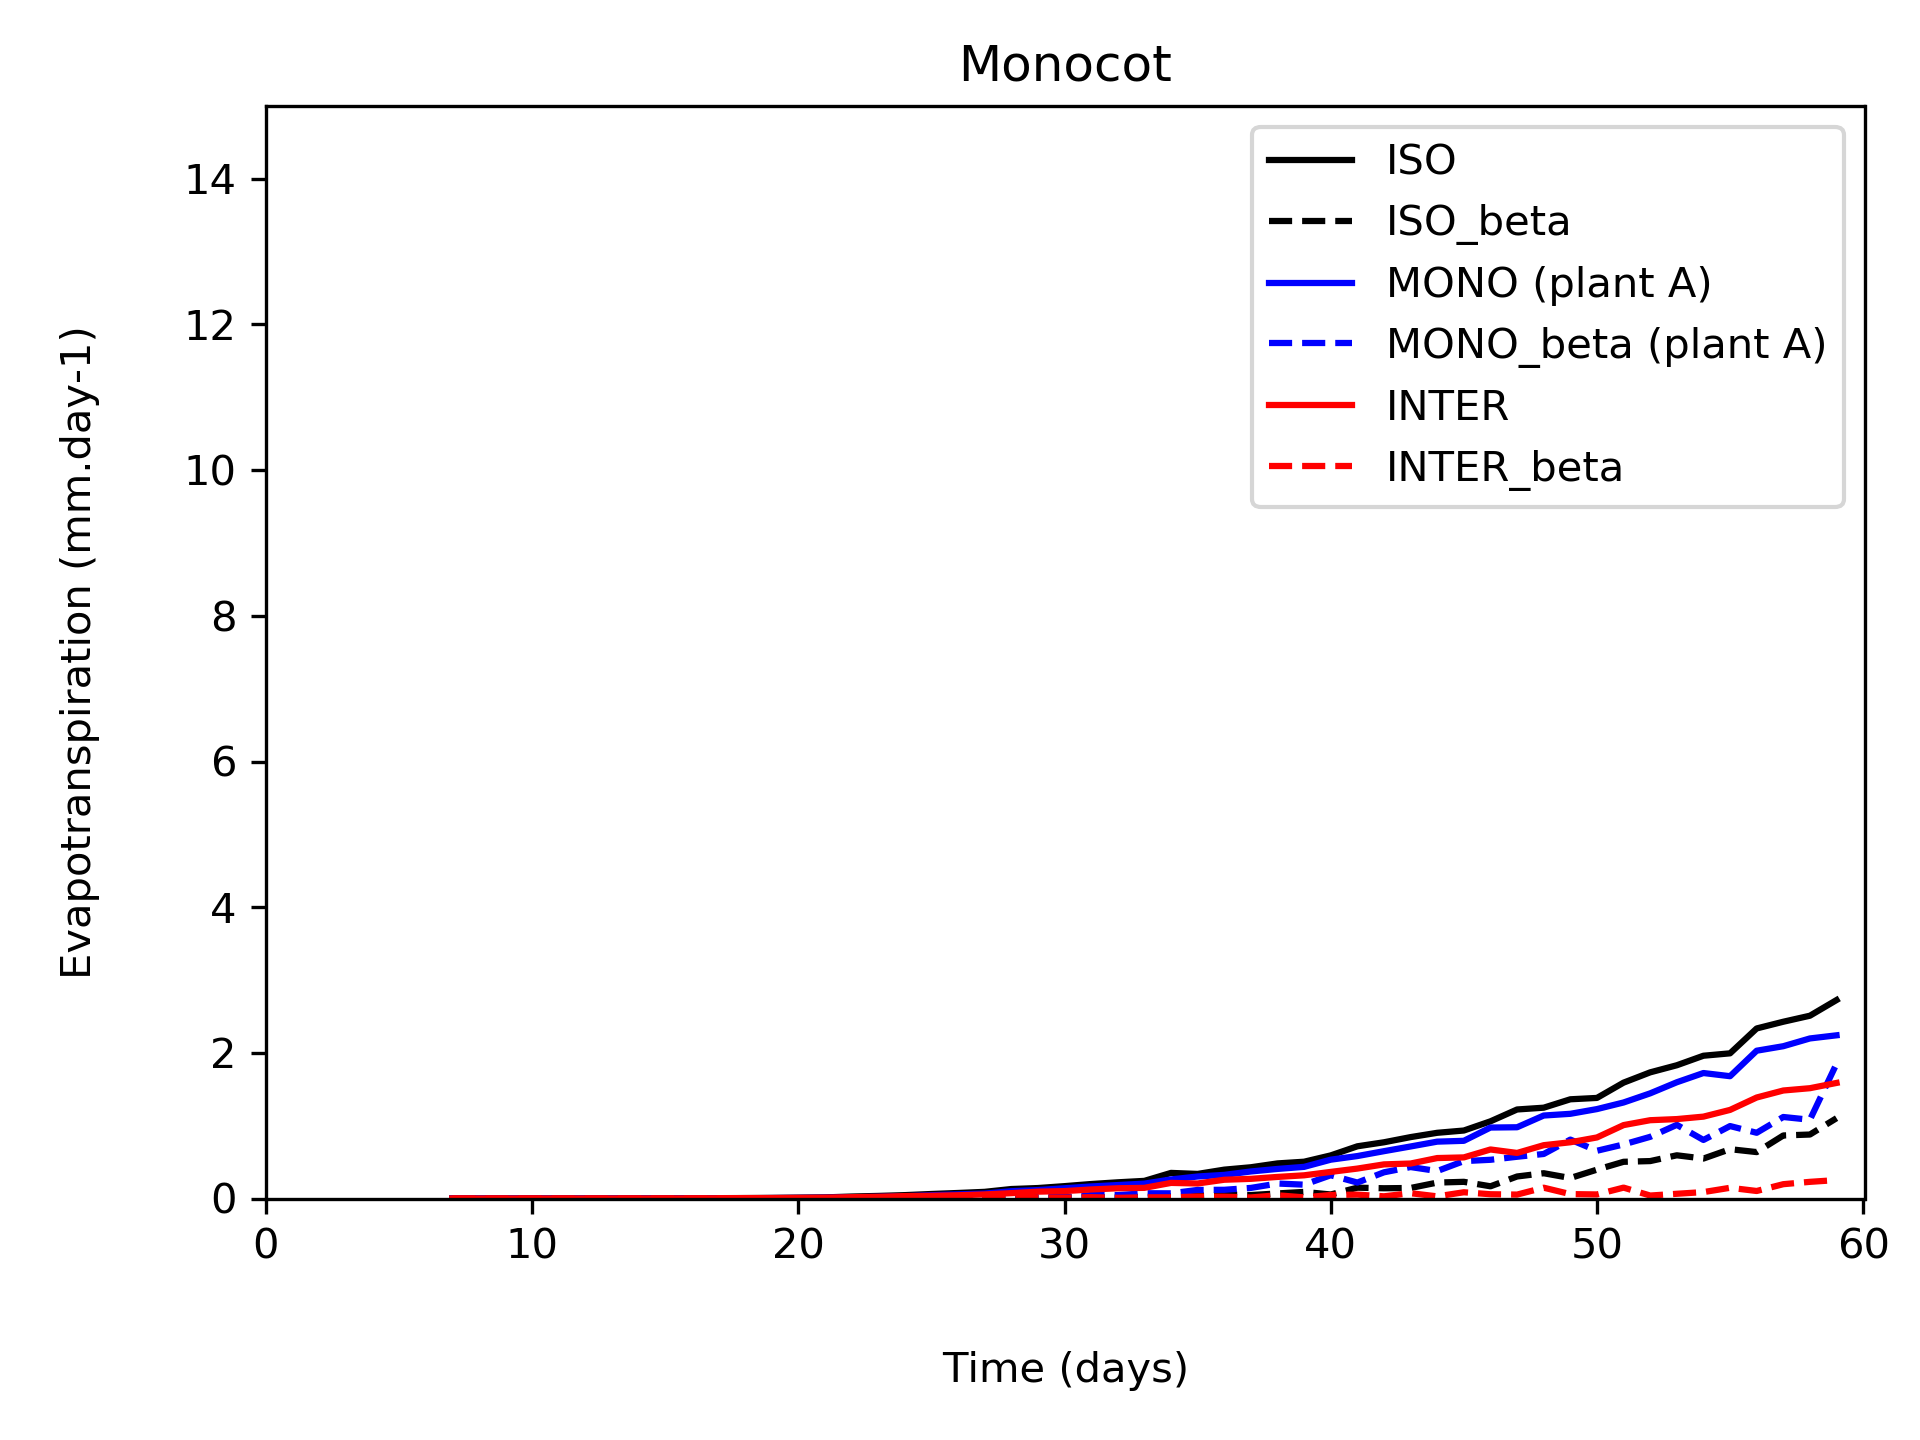 Monocot
ISO
ISO_beta
MONO (plant A)
MONO_beta (plant A)
INTER
INTER_beta
Evapotranspiration (mm.day-1)
14
12
10
8
6
4
2
0
0 10 20 30 40 50 60
Time (days)